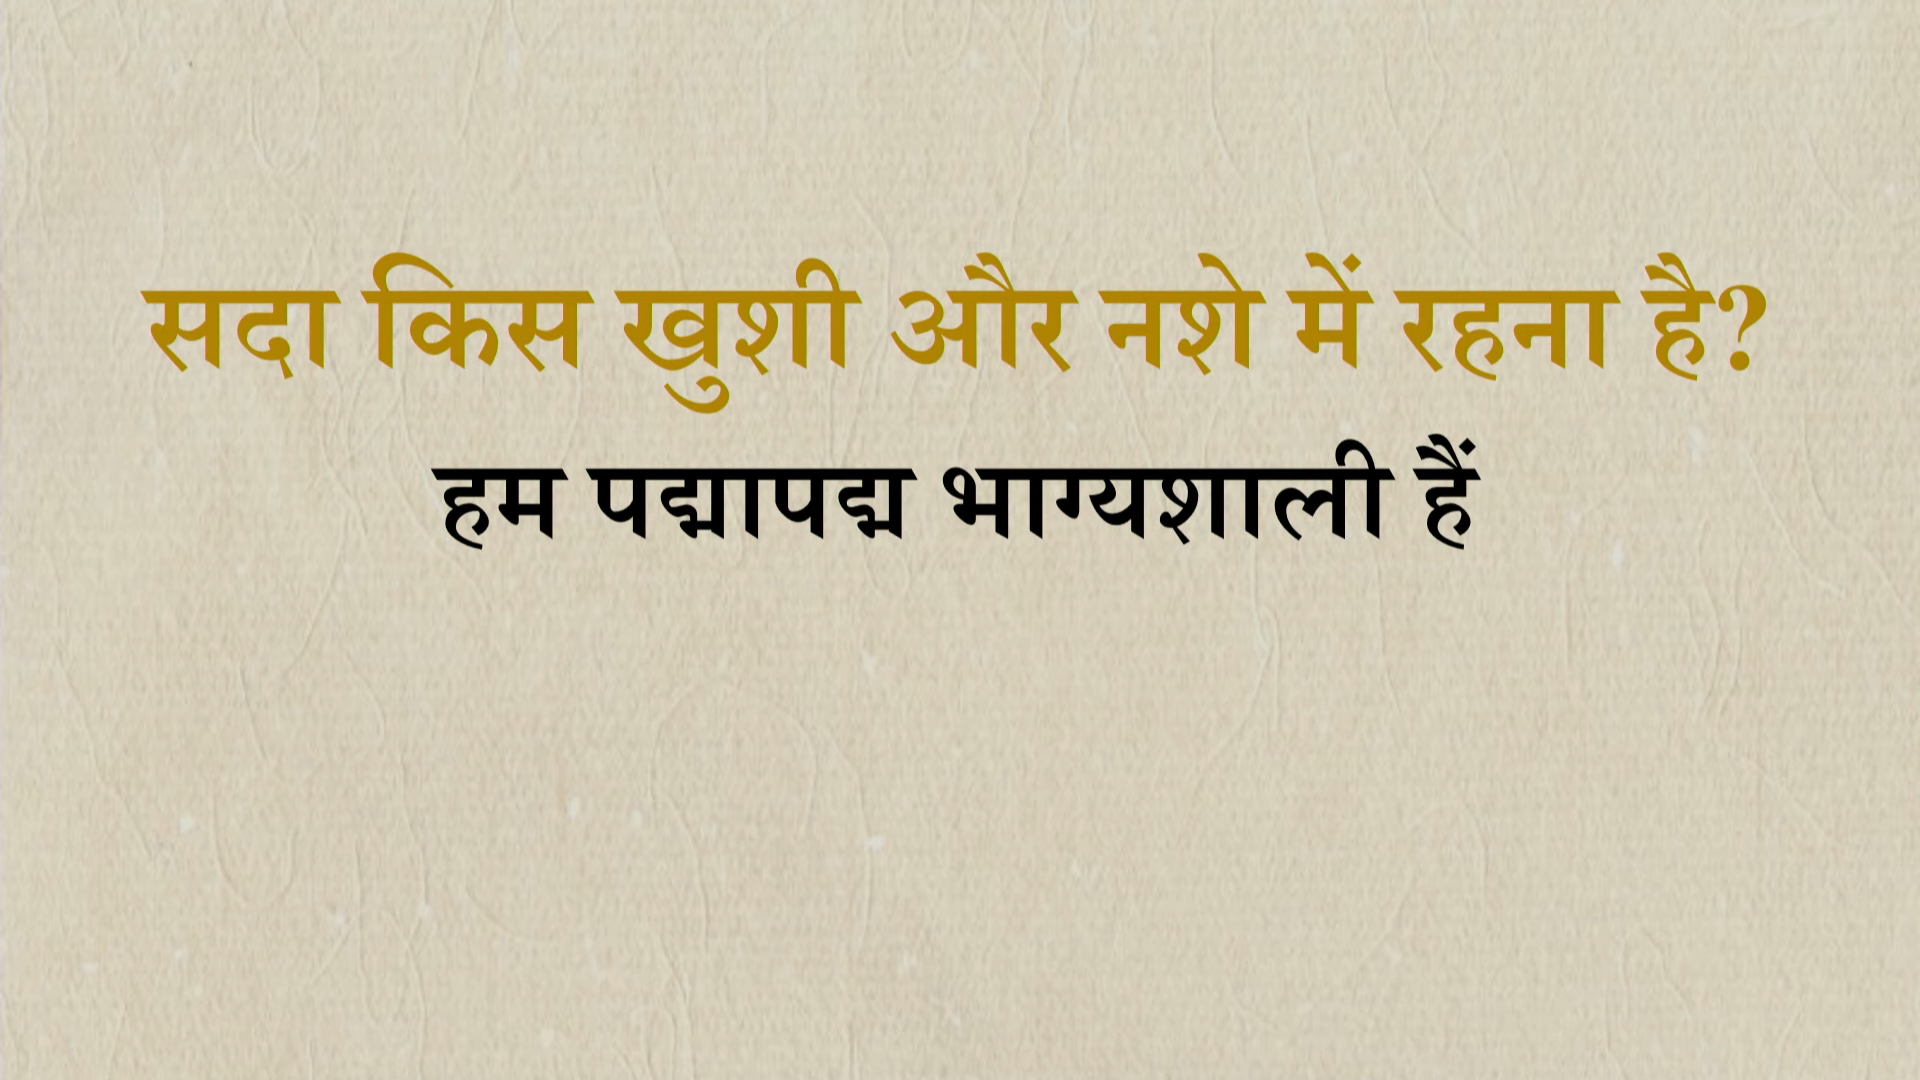 सदा किस खुशी और नशे में रहना है?
हम पद्मापद्म भाग्यशाली हैं